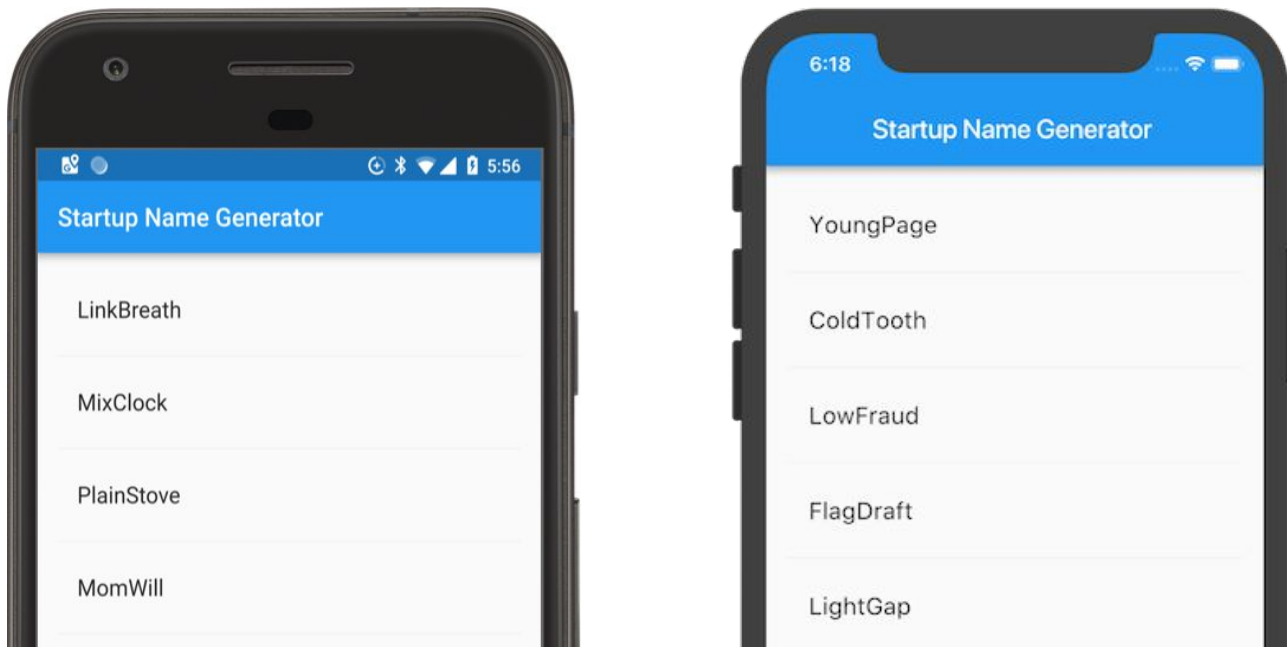 5:56
Startup Name Generator
LinkBreath
MixClock
PlainStove
MomWill
6:18
Startup Name Generator
YoungPage
ColdTooth
LowFraud
FlagDraft
LightGap